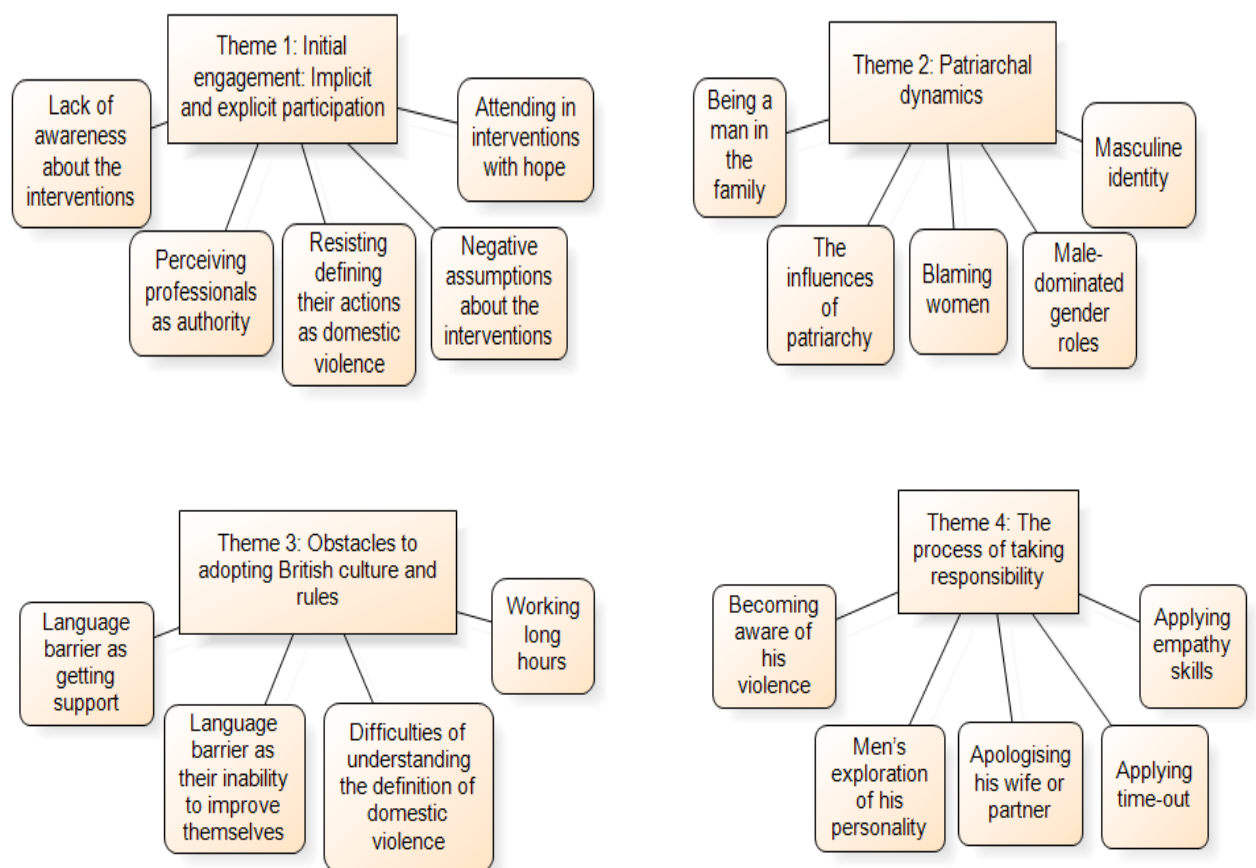 Theme 1: Initial
engagement: Implicit
and explicit participation
Lack of
awareness
about the
interventions
Perceiving
professionals
as authority
Resisting
defining
their actions
as domestic
violence
Negative
assumptions
about the
interventions
Attending in
interventions
with hope
Theme 2: Patriarchal
dynamics
Being a
man in
the
family
The
influences
of
patriarchy
Blaming
women
Male-
dominated
gender
roles
Masculine
identity
Theme 3: Obstacles to
adopting British culture and
rules
Language
barrier as
getting
support
Language
barrier as
their inability
to improve
themselves
Difficulties of
understanding
the definition of
domestic
violence
Working
long
hours
Theme 4: The
process of taking
responsibility
Becoming
aware of
his
violence
Men's
exploration
of his
personality
Apologising
his wife or
partner
Applying
time-out
Applying
empathy
skills